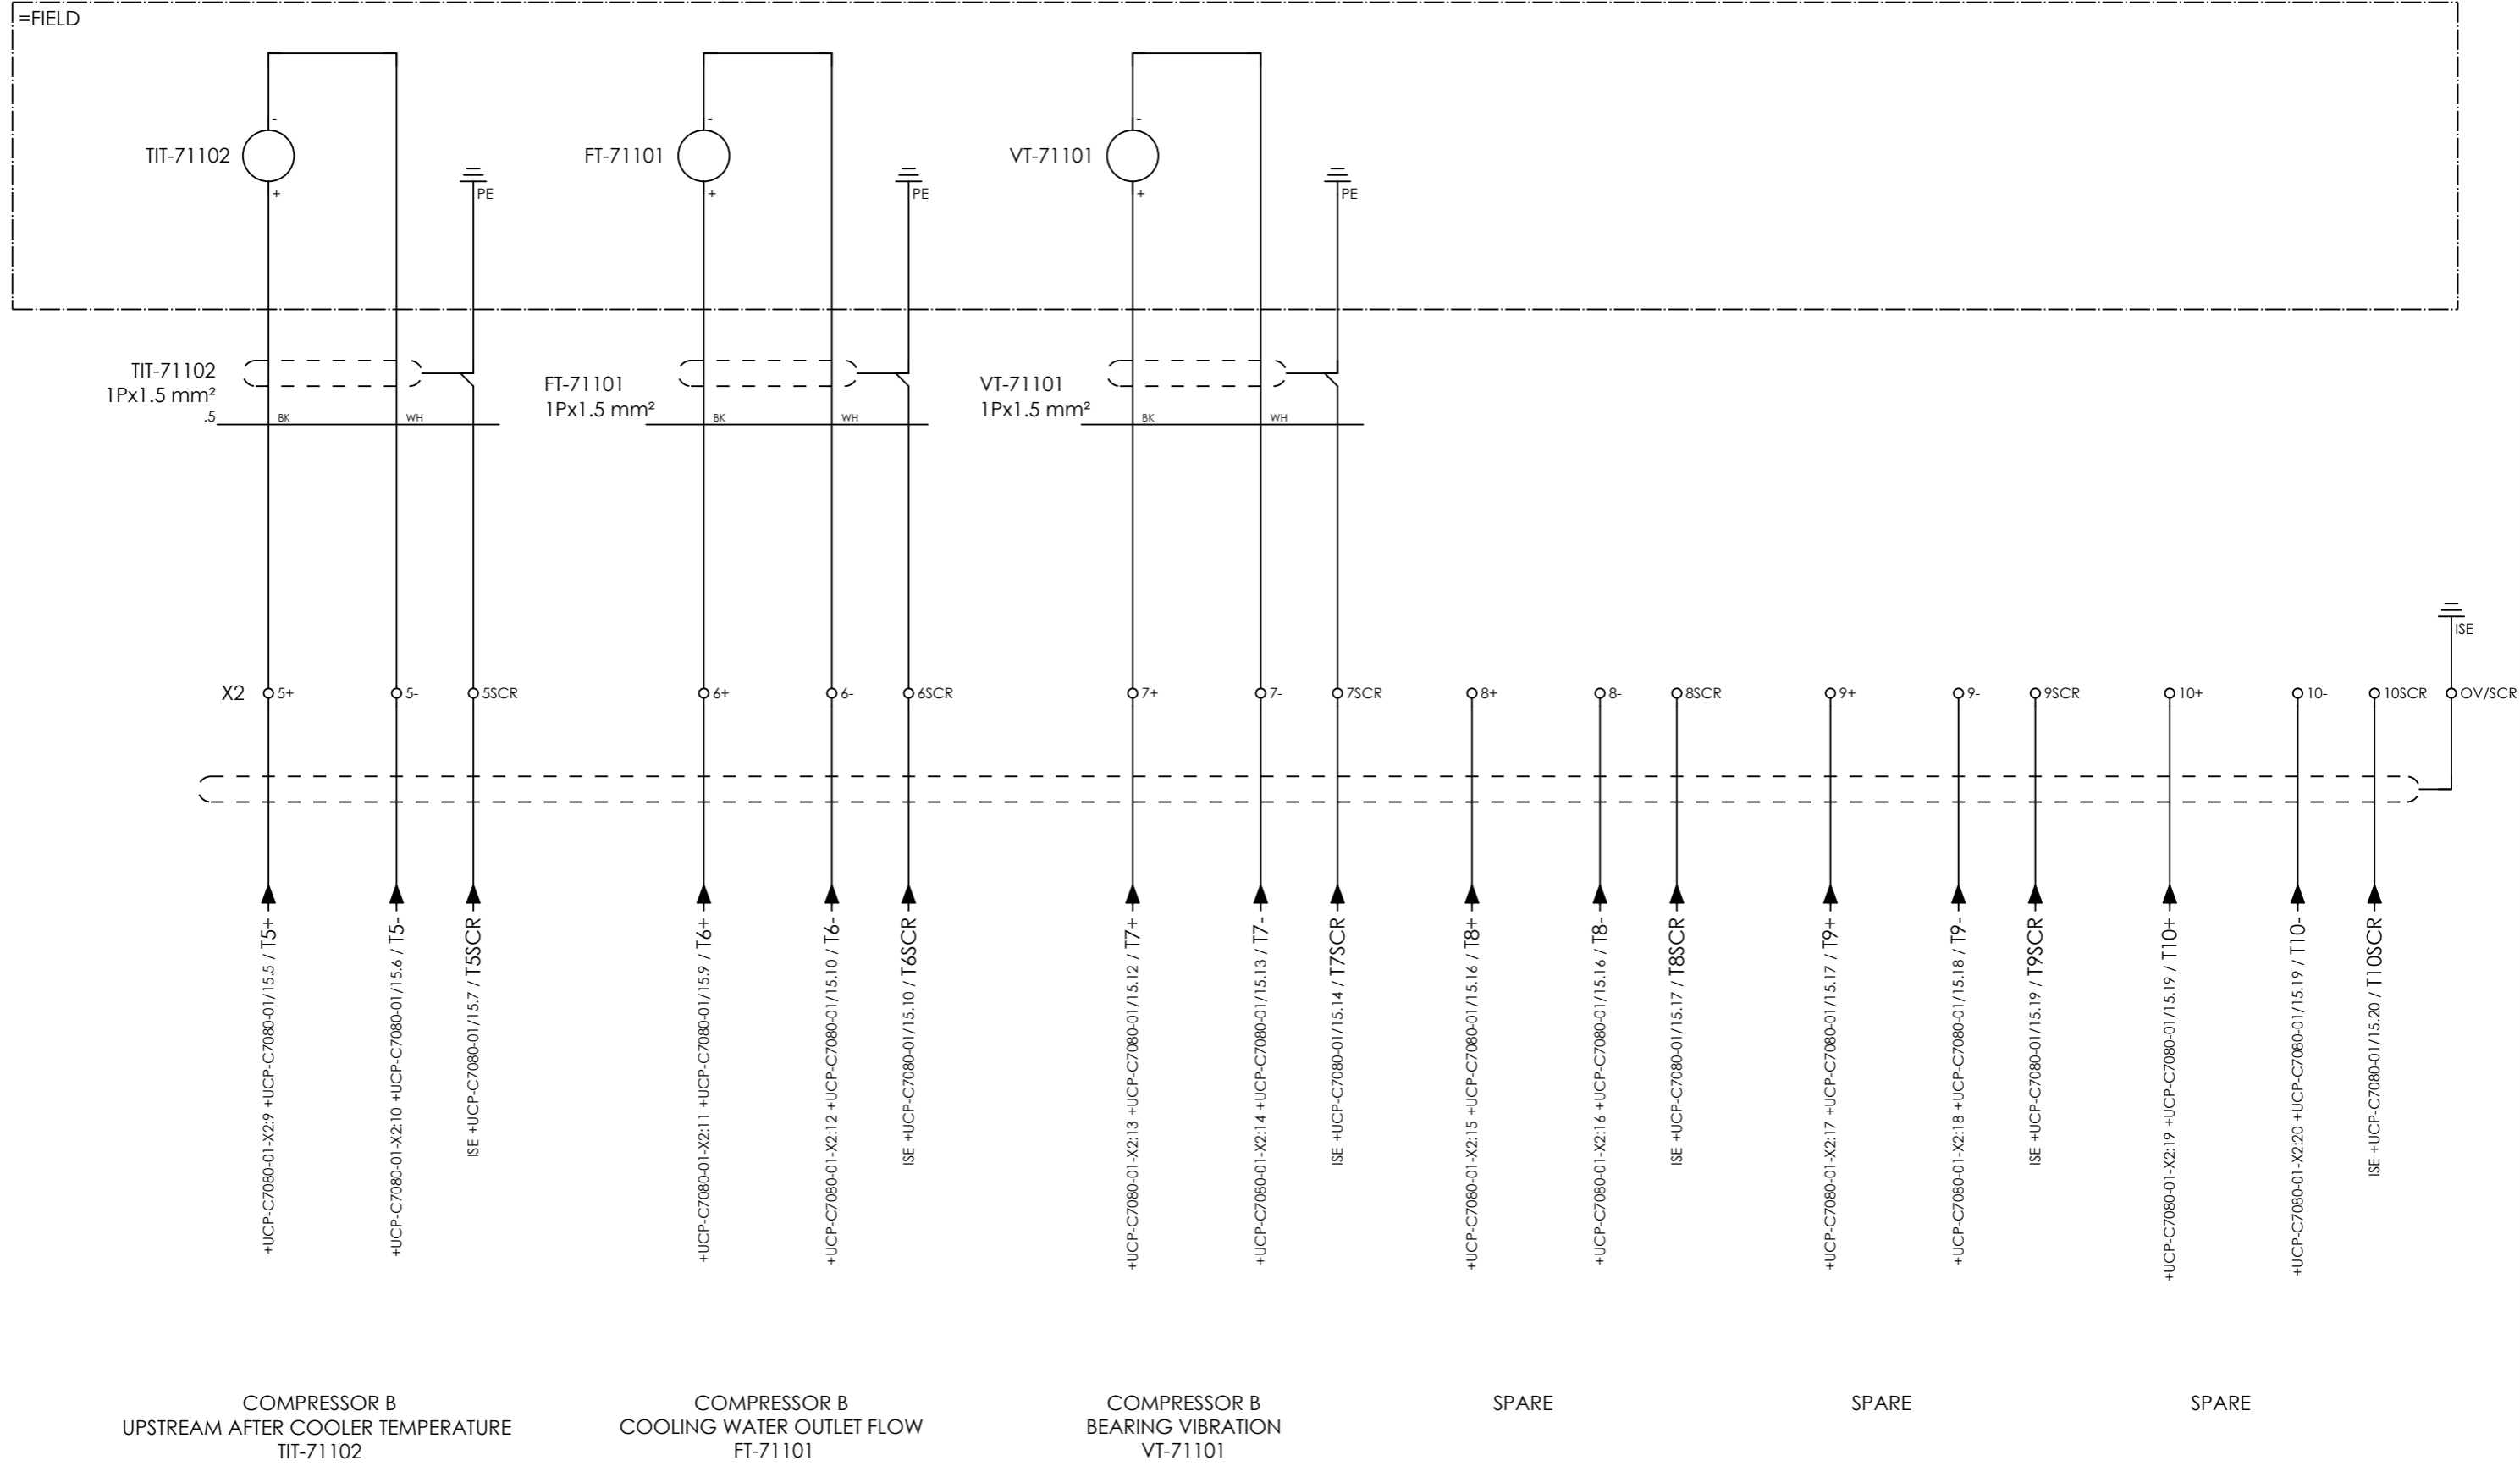 =FIELD
-
-
-
TIT-71102
FT-71101
VT-71101
+
PE
+
PE
+
PE
TIT-71102
1Px1.5 mm²
.5
BK
WH
FT-71101
1Px1.5 mm²
BK
WH
VT-71101
1Px1.5 mm²
BK
WH
ISE
X2
5+
5-
5SCR
6+
6-
6SCR
7+
7-
7SCR
8+
8-
8SCR
9+
9-
9SCR
10+
10-
10SCR
OV/SCR
+UCP-C7080-01-X2:9 +UCP-C7080-01/15.5 / T5+
+UCP-C7080-01-X2:10 +UCP-C7080-01/15.6 / T5-
ISE +UCP-C7080-01/15.7 / T5SCR
+UCP-C7080-01-X2:11 +UCP-C7080-01/15.9 / T6+
+UCP-C7080-01-X2:12 +UCP-C7080-01/15.10 / T6-
ISE +UCP-C7080-01/15.10 / T6SCR
+UCP-C7080-01-X2:13 +UCP-C7080-01/15.12 / T7+
+UCP-C7080-01-X2:14 +UCP-C7080-01/15.13 / T7-
ISE +UCP-C7080-01/15.14 / T7SCR
+UCP-C7080-01-X2:15 +UCP-C7080-01/15.16 / T8+
+UCP-C7080-01-X2:16 +UCP-C7080-01/15.16 / T8-
ISE +UCP-C7080-01/15.17 / T8SCR
+UCP-C7080-01-X2:17 +UCP-C7080-01/15.17 / T9+
+UCP-C7080-01-X2:18 +UCP-C7080-01/15.18 / T9-
ISE +UCP-C7080-01/15.19 / T9SCR
+UCP-C7080-01-X2:19 +UCP-C7080-01/15.19 / T10+
+UCP-C7080-01-X2:20 +UCP-C7080-01/15.19 / T10-
ISE +UCP-C7080-01/15.20 / T10SCR
COMPRESSOR B
UPSTREAM AFTER COOLER TEMPERATURE
TIT-71102
COMPRESSOR B
COOLING WATER OUTLET FLOW
FT-71101
COMPRESSOR B
BEARING VIBRATION
VT-71101
SPARE
SPARE
SPARE